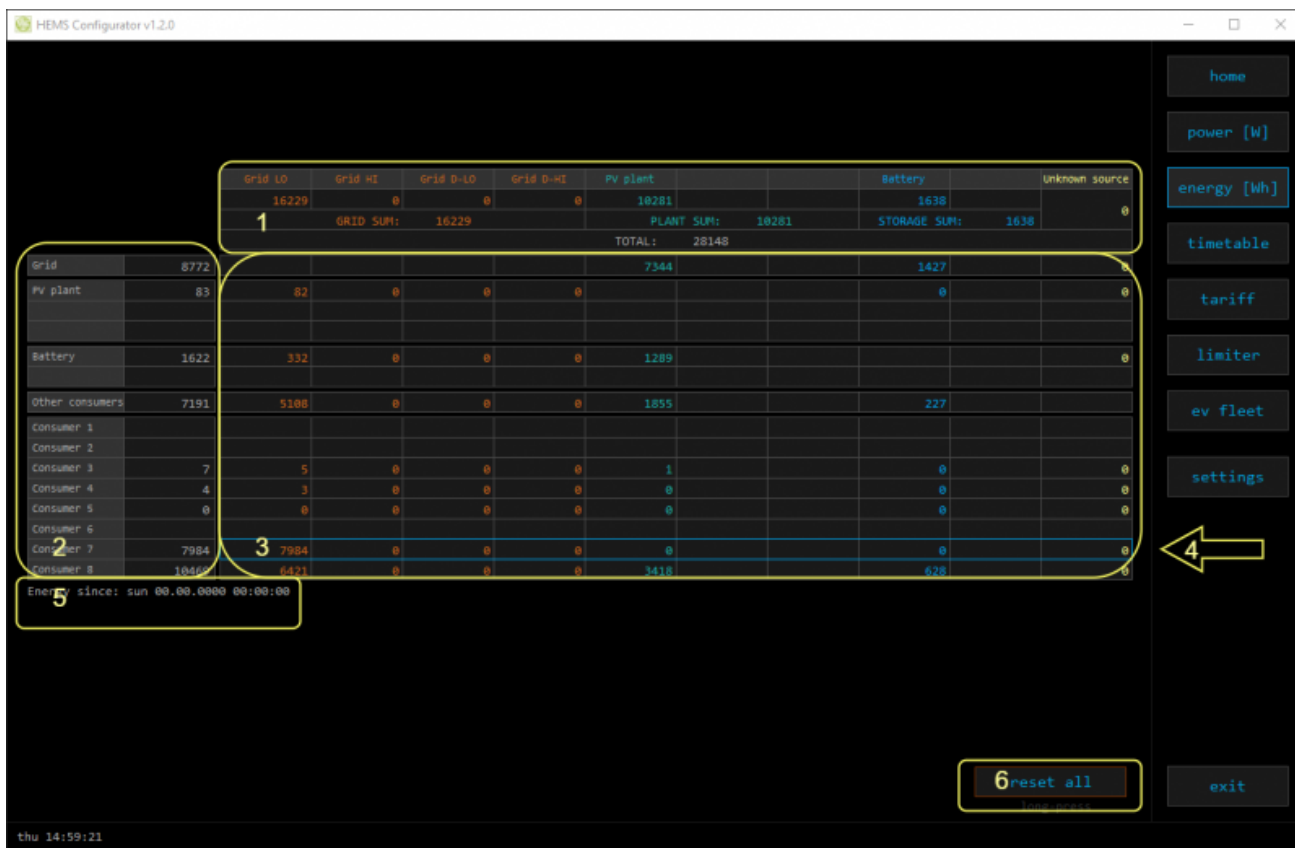 HEMS Configurator v1.2.0
home
power [W]
Grid LO Grid HI Grid D-LO Grid D-HI PV plant Battery Unknown source
energy [Wh]
16229 0 0 0 10281 1638 0
1 GRID SUM: 16229 PLANT SUM: 10281 STORAGE SUM: 1638
TOTAL: 28148
timetable
Grid 8772 7344 1427 0
PV plant 83 82 0 0 0 0 0
tariff
Battery 1622 332 0 0 0 1289 0
limiter
Other consumers 7191 5108 0 0 0 1855 227
ev fleet
Consumer 1
Consumer 2
Consumer 3 7 5 0 0 0 1 0 0
settings
Consumer 4 4 3 0 0 0 0 0 0
Consumer 5 0 0 0 0 0 0 0 0
Consumer 6
Consumer 7 2 7984 3 7984 0 0 0 0 0 0 4
Consumer 8 10468 6421 0 0 0 3418 628 0
Energy since: sun 00.00.0000 00:00:00
5
6 reset all
exit
long-press
thu 14:59:21